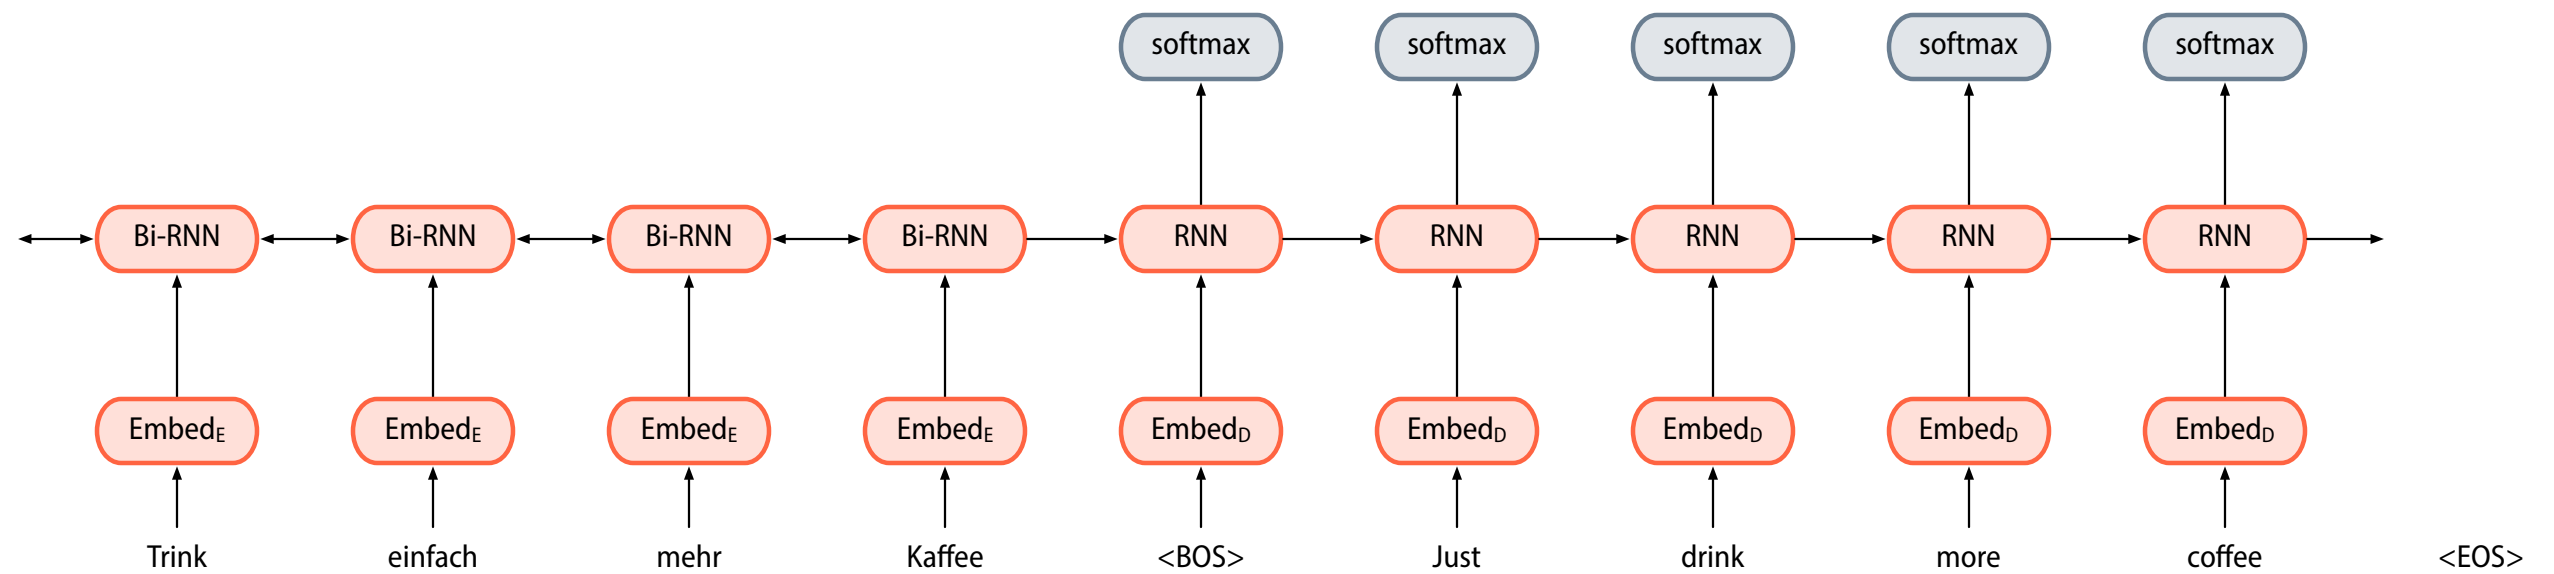 softmax softmax softmax softmax softmax
Bi-RNN Bi-RNN Bi-RNN Bi-RNN RNN RNN RNN RNN RNN
EmbedE EmbedE EmbedE EmbedE EmbedD EmbedD EmbedD EmbedD EmbedD
Trink einfach mehr Kaffee <BOS> Just drink more coffee <EOS>